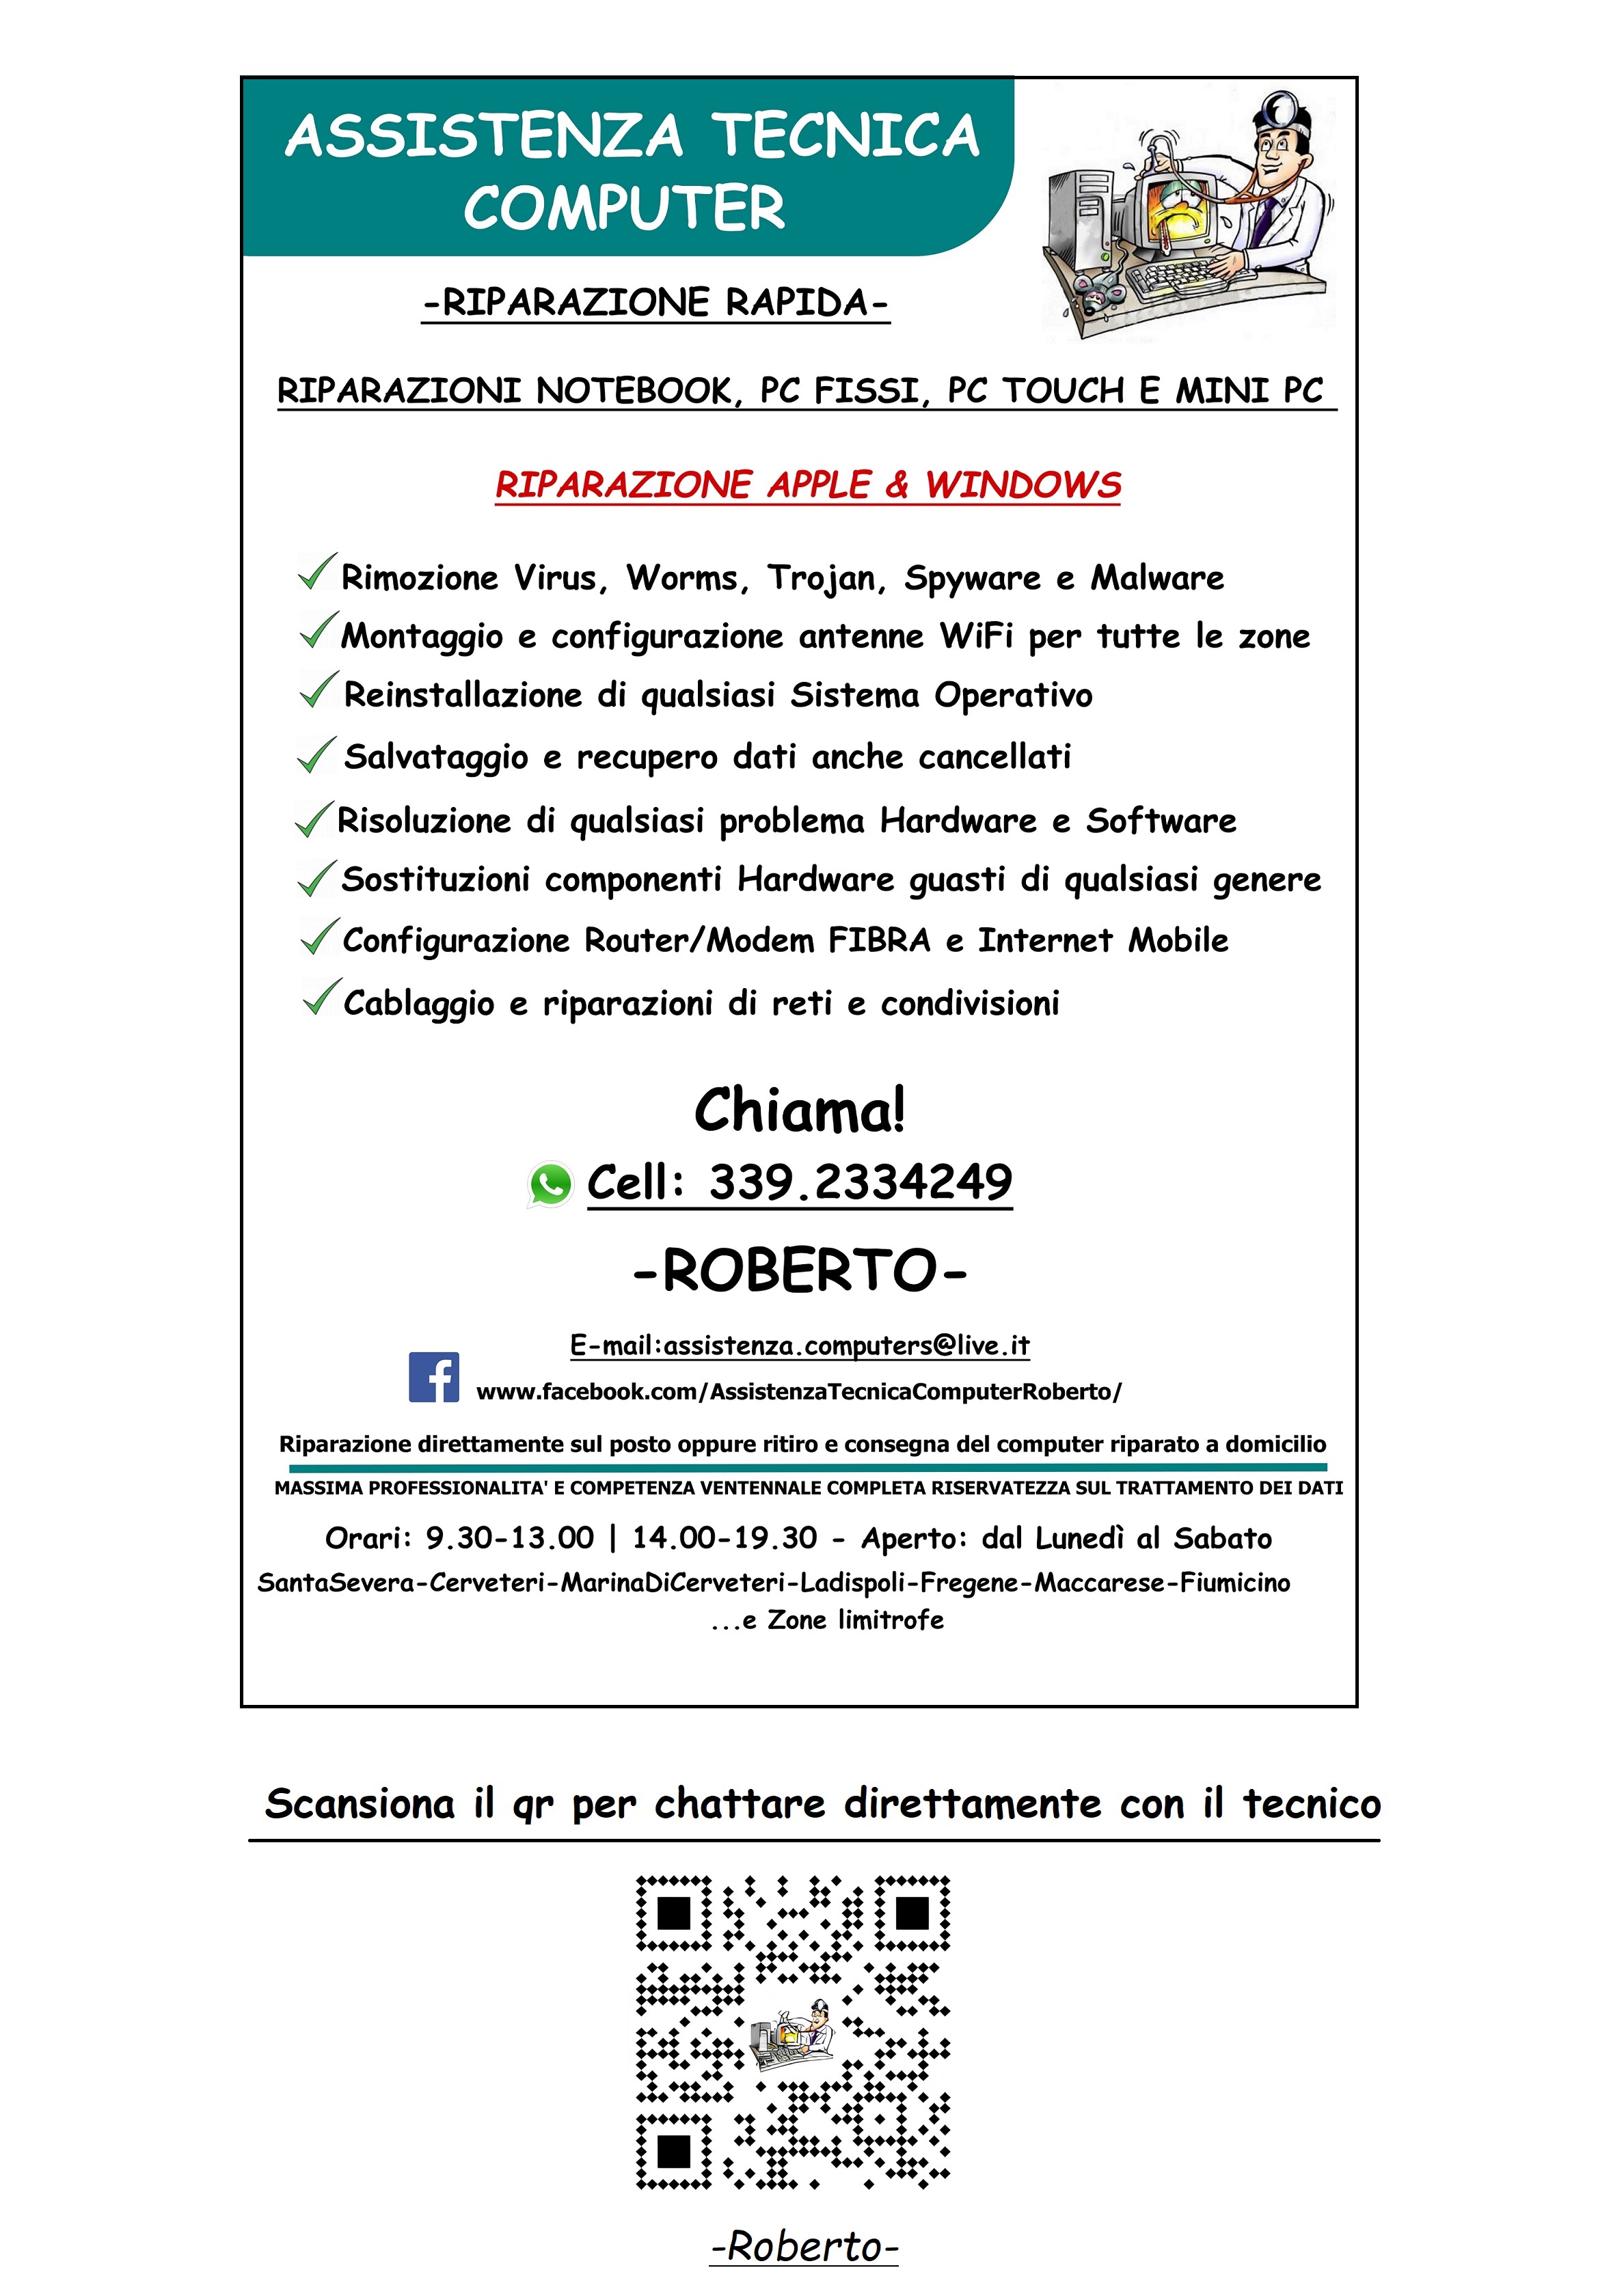 ASSISTENZA TECNICA
COMPUTER
-RIPARAZIONE RAPIDA-
RIPARAZIONI NOTEBOOK, PC FISSI, PC TOUCH E MINI PC
RIPARAZIONE APPLE & WINDOWS
Rimozione Virus, Worms, Trojan, Spyware e Malware
Montaggio e configurazione antenne WiFi per tutte le zone
Reinstallazione di qualsiasi Sistema Operativo
Salvataggio e recupero dati anche cancellati
Risoluzione di qualsiasi problema Hardware e Software
Sostituzioni componenti Hardware guasti di qualsiasi genere
Configurazione Router/Modem FIBRA e Internet Mobile
Cablaggio e riparazioni di reti e condivisioni
Chiama!
Cell: 339.2334249
-ROBERTO-
E-mail:assistenza.computers@live.it
www.facebook.com/AssistenzaTecnicaComputerRoberto/
Riparazione direttamente sul posto oppure ritiro e consegna del computer riparato a domicilio
MASSIMA PROFESSIONALITA' E COMPETENZA VENTENNALE COMPLETA RISERVATEZZA SUL TRATTAMENTO DEI DATI
Orari: 9.30-13.00 | 14.00-19.30 - Aperto: dal Lunedì al Sabato
SantaSevera-Cerveteri-MarinaDiCerveteri-Ladispoli-Fregene-Maccarese-Fiumicino
...e Zone limitrofe
Scansiona il qr per chattare direttamente con il tecnico
-Roberto-